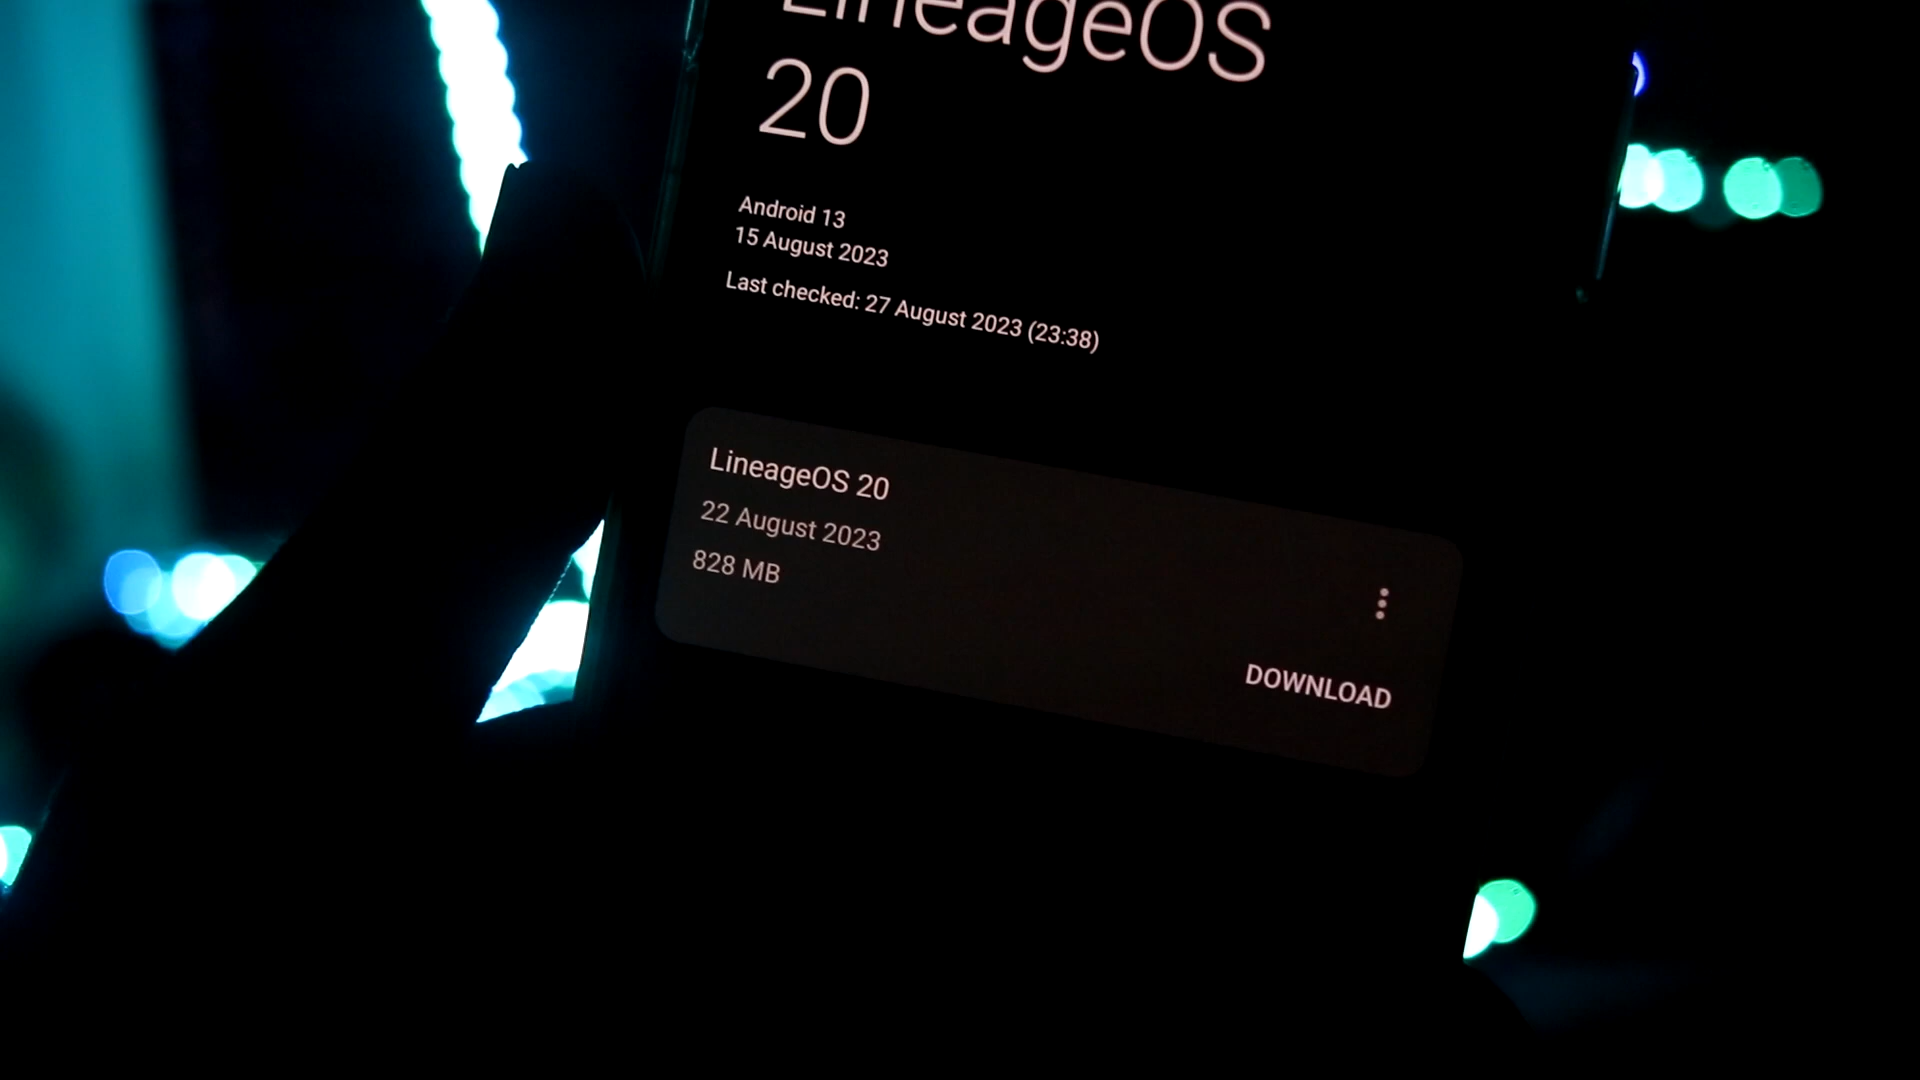 LineageOS
20
Android 13
15 August 2023
Last checked: 27 August 2023 (23:38)
LineageOS 20
22 August 2023
828 MB
DOWNLOAD